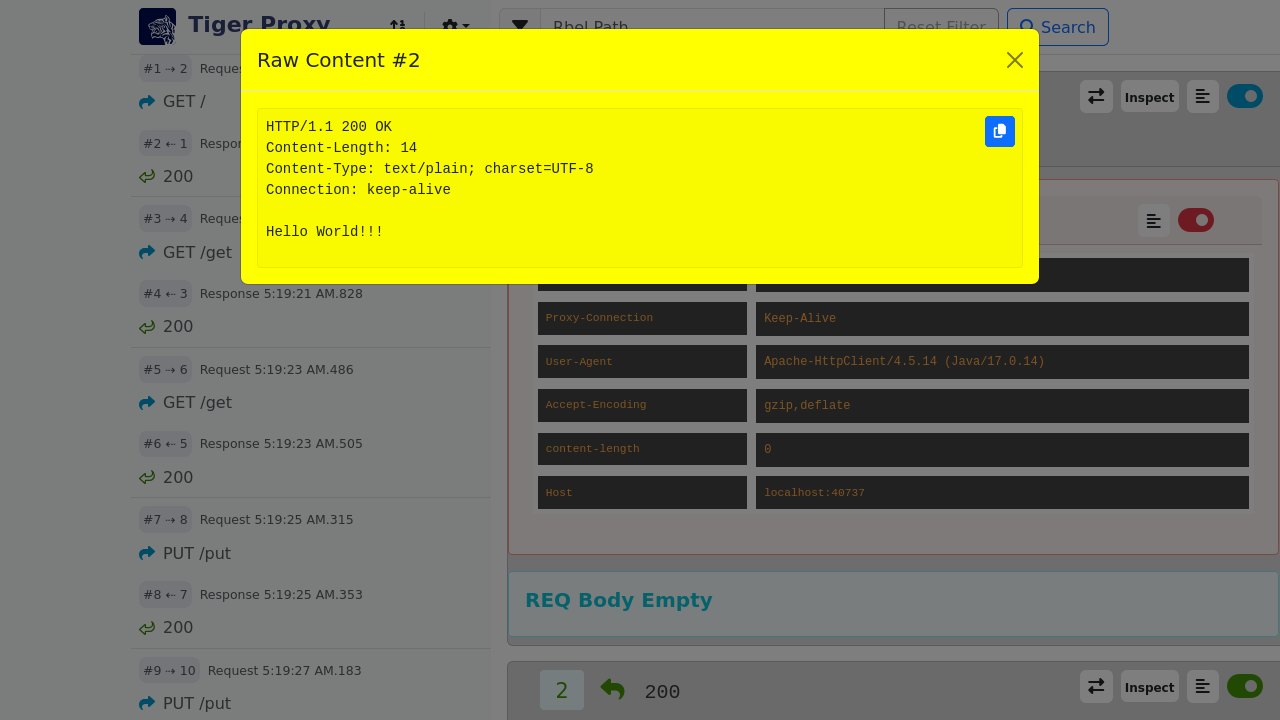 Tiger Proxy
Rbel Path
Reset Filter
Search
#1 ⇢ 2
GET /
#2 ⇠ 1
200
#3 ⇢ 4
GET /get
#4 ⇠ 3 Response 5:19:21 AM.828
200
#5 ⇢ 6 Request 5:19:23 AM.486
GET /get
#6 ⇠ 5 Response 5:19:23 AM.505
200
#7 ⇢ 8 Request 5:19:25 AM.315
PUT /put
#8 ⇠ 7 Response 5:19:25 AM.353
200
#9 ⇢ 10 Request 5:19:27 AM.183
PUT /put
Raw Content #2
HTTP/1.1 200 OK
Content-Length: 14
Content-Type: text/plain; charset=UTF-8
Connection: keep-alive
Hello World!!!
Inspect
Proxy-Connection Keep-Alive
User-Agent Apache-HttpClient/4.5.14 (Java/17.0.14)
Accept-Encoding gzip,deflate
content-length 0
Host localhost:40737
REQ Body Empty
2 200
Inspect